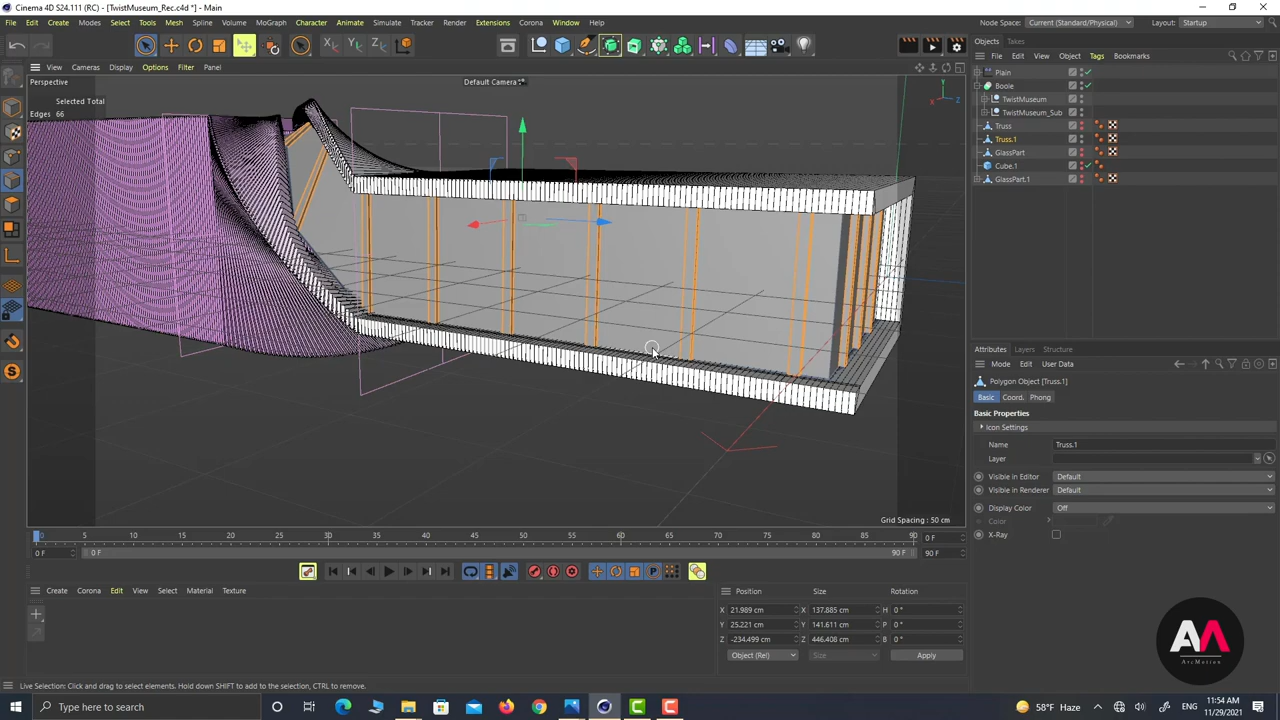 Cinema 4D S24.111 (RC) - [TwistMuseum_Rec.c4d *] - Main
File Edit Create Modes Select Tools Mesh Spline Volume MoGraph Character Animate Simulate Tracker Render Extensions Corona Window Help
Node Space: Current (Standard/Physical) Layout: Startup
X Y Z
Objects Takes
View Cameras Display Options Filter Panel
File Edit View Object Tags Bookmarks
Perspective
Default Camera
Selected Total
Edges 66
Y
X Z
Plain
Boole
TwistMuseum
TwistMuseum_Sub
Truss
Truss.1
GlassPart
Cube.1
GlassPart.1
Attributes Layers Structure
Mode Edit User Data
Polygon Object [Truss.1]
Basic Coord. Phong
Basic Properties
Icon Settings
Name Truss.1
Layer
Visible in Editor Default
Visible in Renderer Default
Display Color Off
Color
X-Ray
Grid Spacing : 50 cm
0 5 10 15 20 25 30 35 40 45 50 55 60 65 70 75 80 85 90 0 F
0 F 0 F 90 F 90 F
Create Corona Edit View Select Material Texture
Position Size Rotation
X 21.989 cm X 137.885 cm H 0 °
Y 25.221 cm Y 141.611 cm P 0 °
Z -234.499 cm Z 446.408 cm B 0 °
Object (Rel) Size Apply
ArcMotion
Live Selection: Click and drag to select elements. Hold down SHIFT to add to the selection, CTRL to remove.
Type here to search
58°F Haze
11:54 AM
11/29/2021